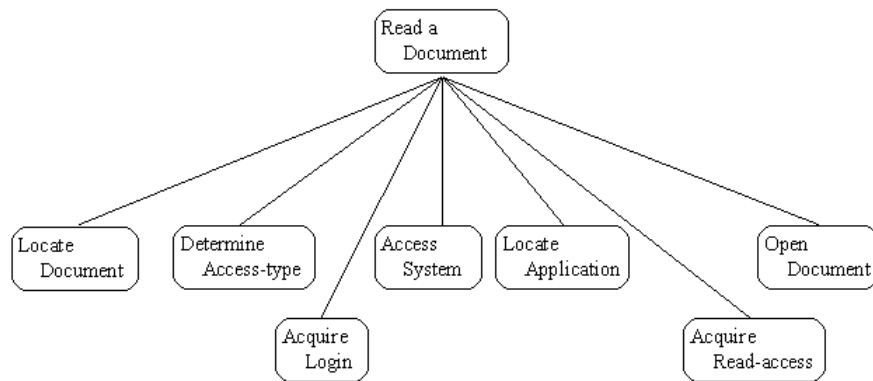 Read a
Document
Locate
Document
Determine
Access-type
Access
System
Locate
Application
Open
Document
Acquire
Login
Acquire
Read-access